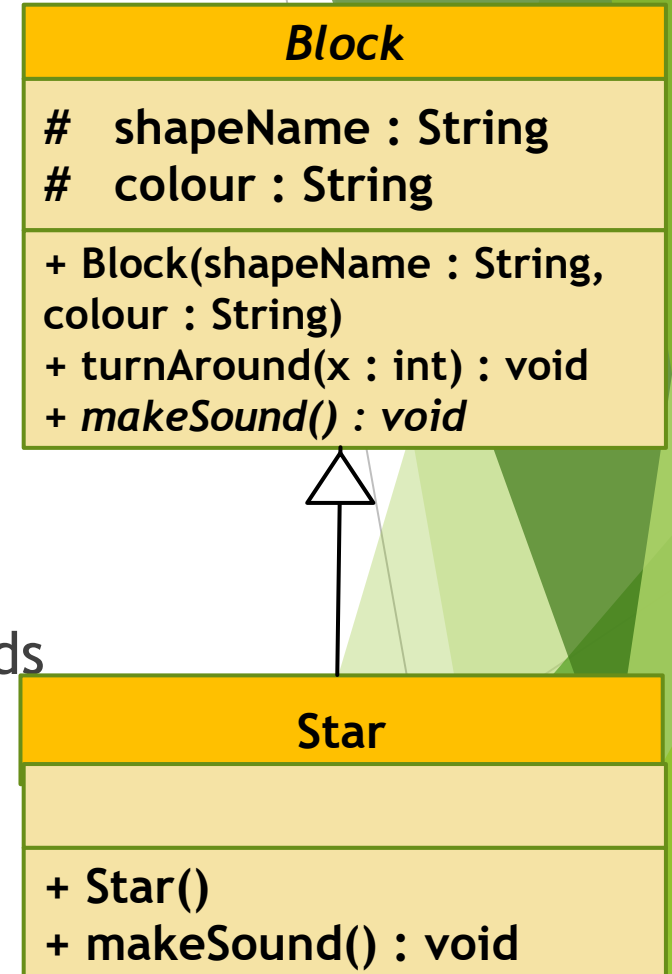 Block
# shapeName : String
# colour : String
+ Block(shapeName : String,
colour : String)
+ turnAround(x : int) : void
+ makeSound() : void
ds
Star
+ Star()
+ makeSound() : void